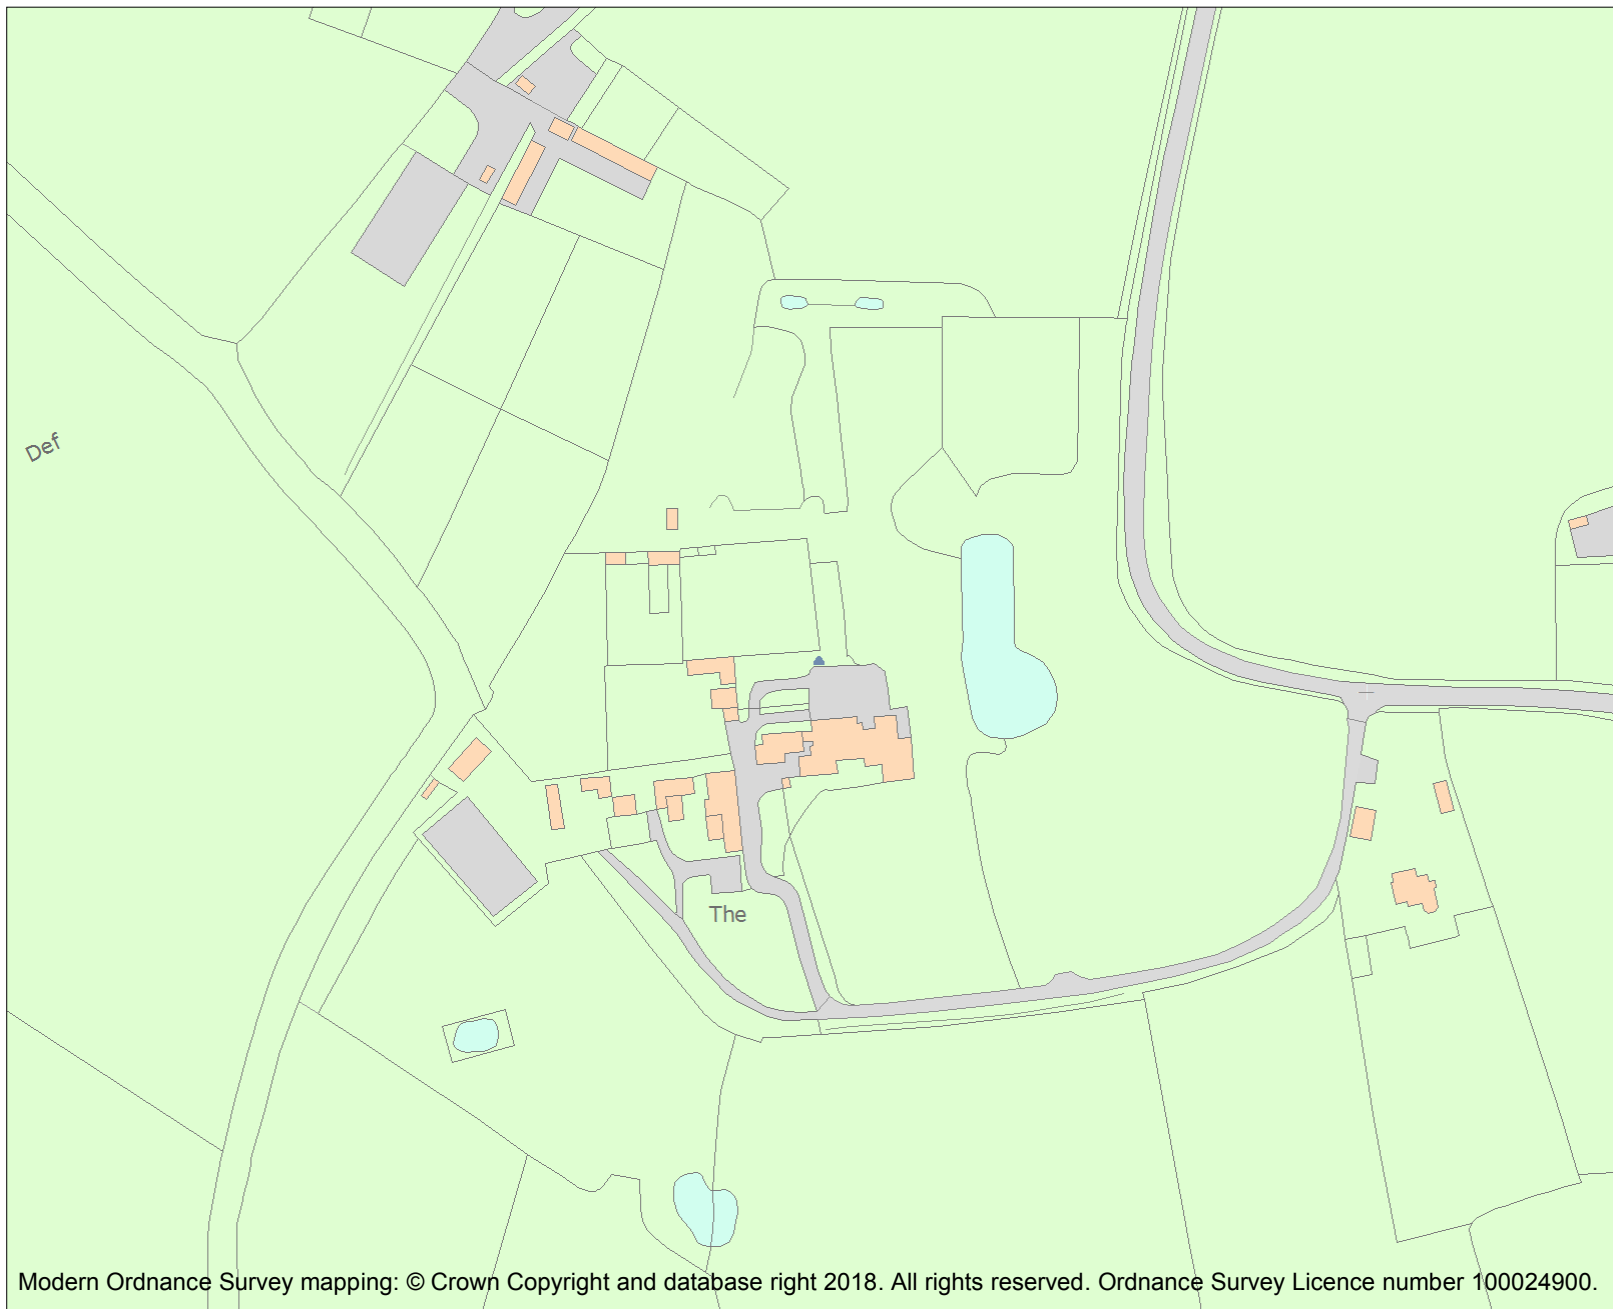 Def
The
Modern Ordnance Survey mapping: © Crown Copyright and database right 2018. All rights reserved. Ordnance Survey Licence number 100024900.